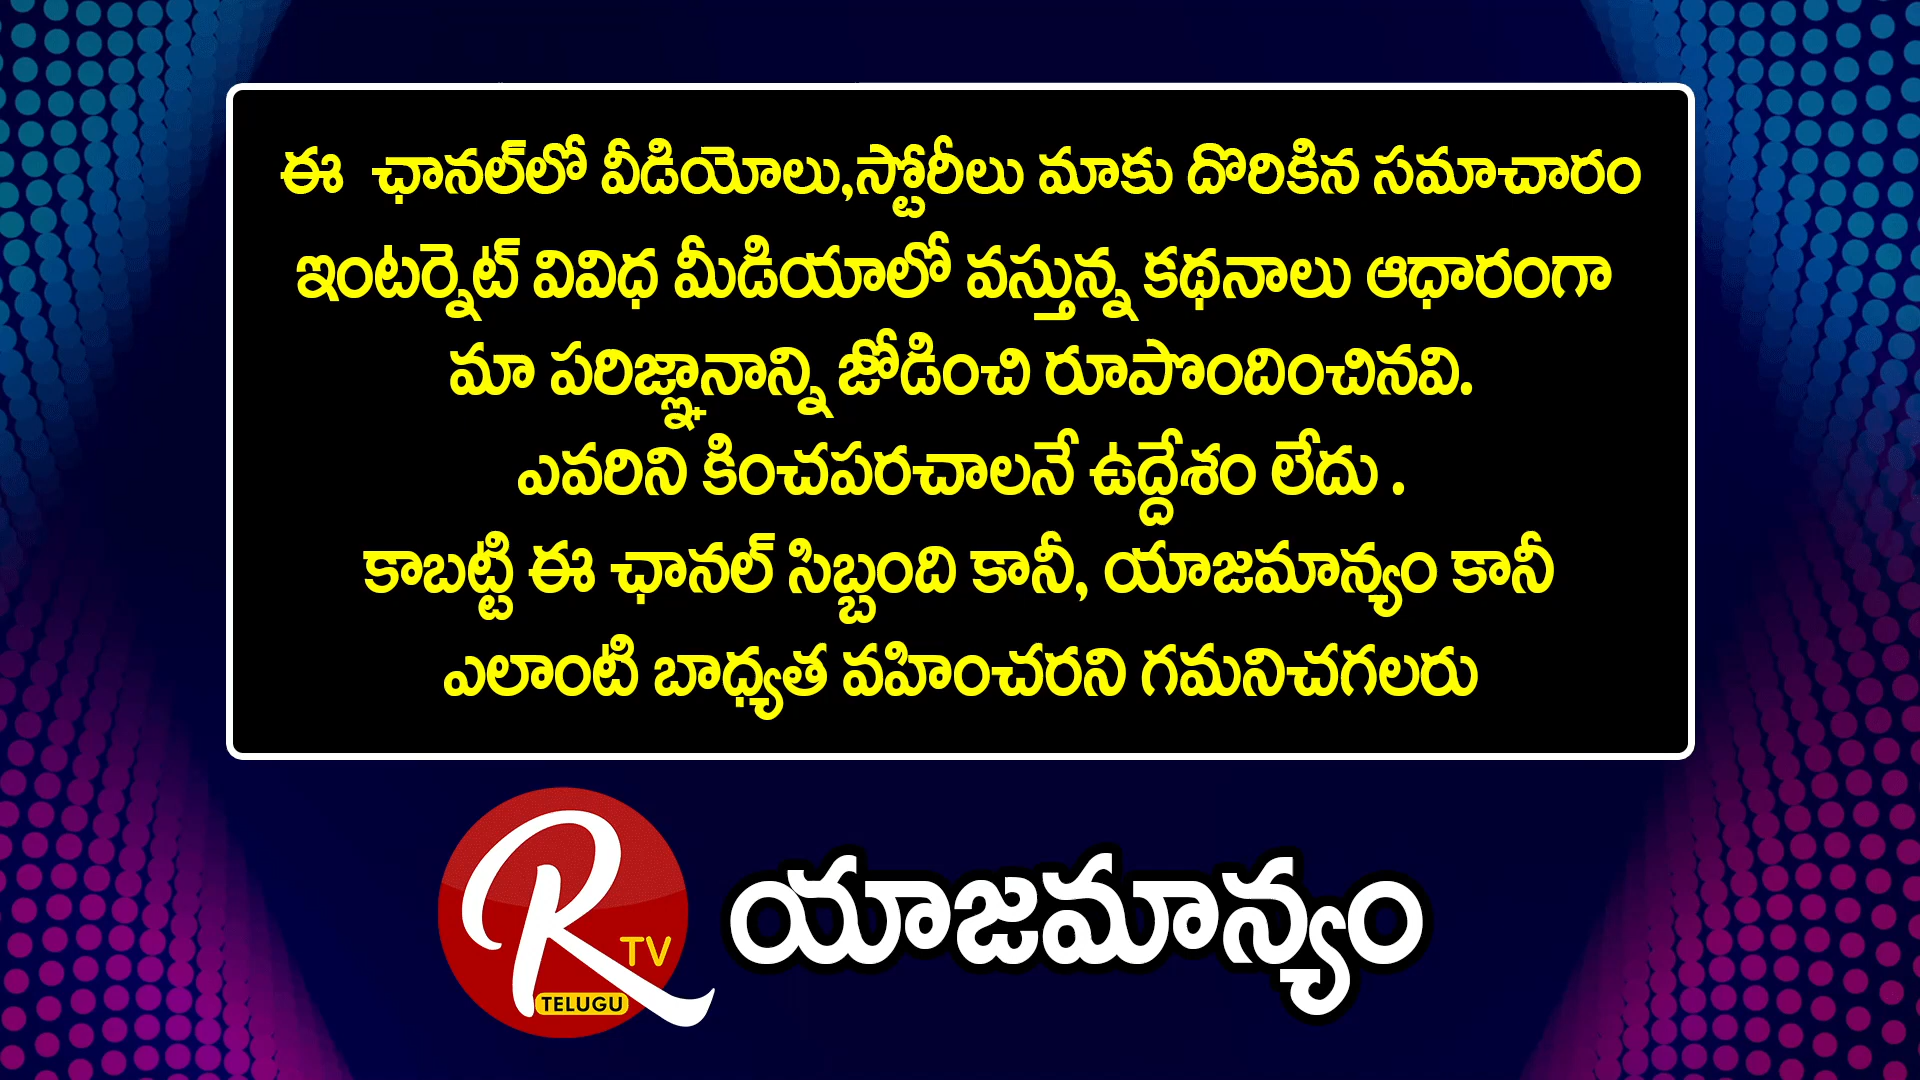 ఈ ఛానల్‌లో వీడియోలు,స్టోరీలు మాకు దొరికిన సమాచారం
ఇంటర్నెట్ వివిధ మీడియాలో వస్తున్న కథనాలు ఆధారంగా
మా పరిజ్ఞానాన్ని జోడించి రూపొందించినవి.
ఎవరిని కించపరచాలనే ఉద్దేశం లేదు .
కాబట్టి ఈ ఛానల్ సిబ్బంది కానీ, యాజమాన్యం కానీ
ఎలాంటి బాధ్యత వహించరని గమనిచగలరు
R TV
TELUGU
యాజమాన్యం